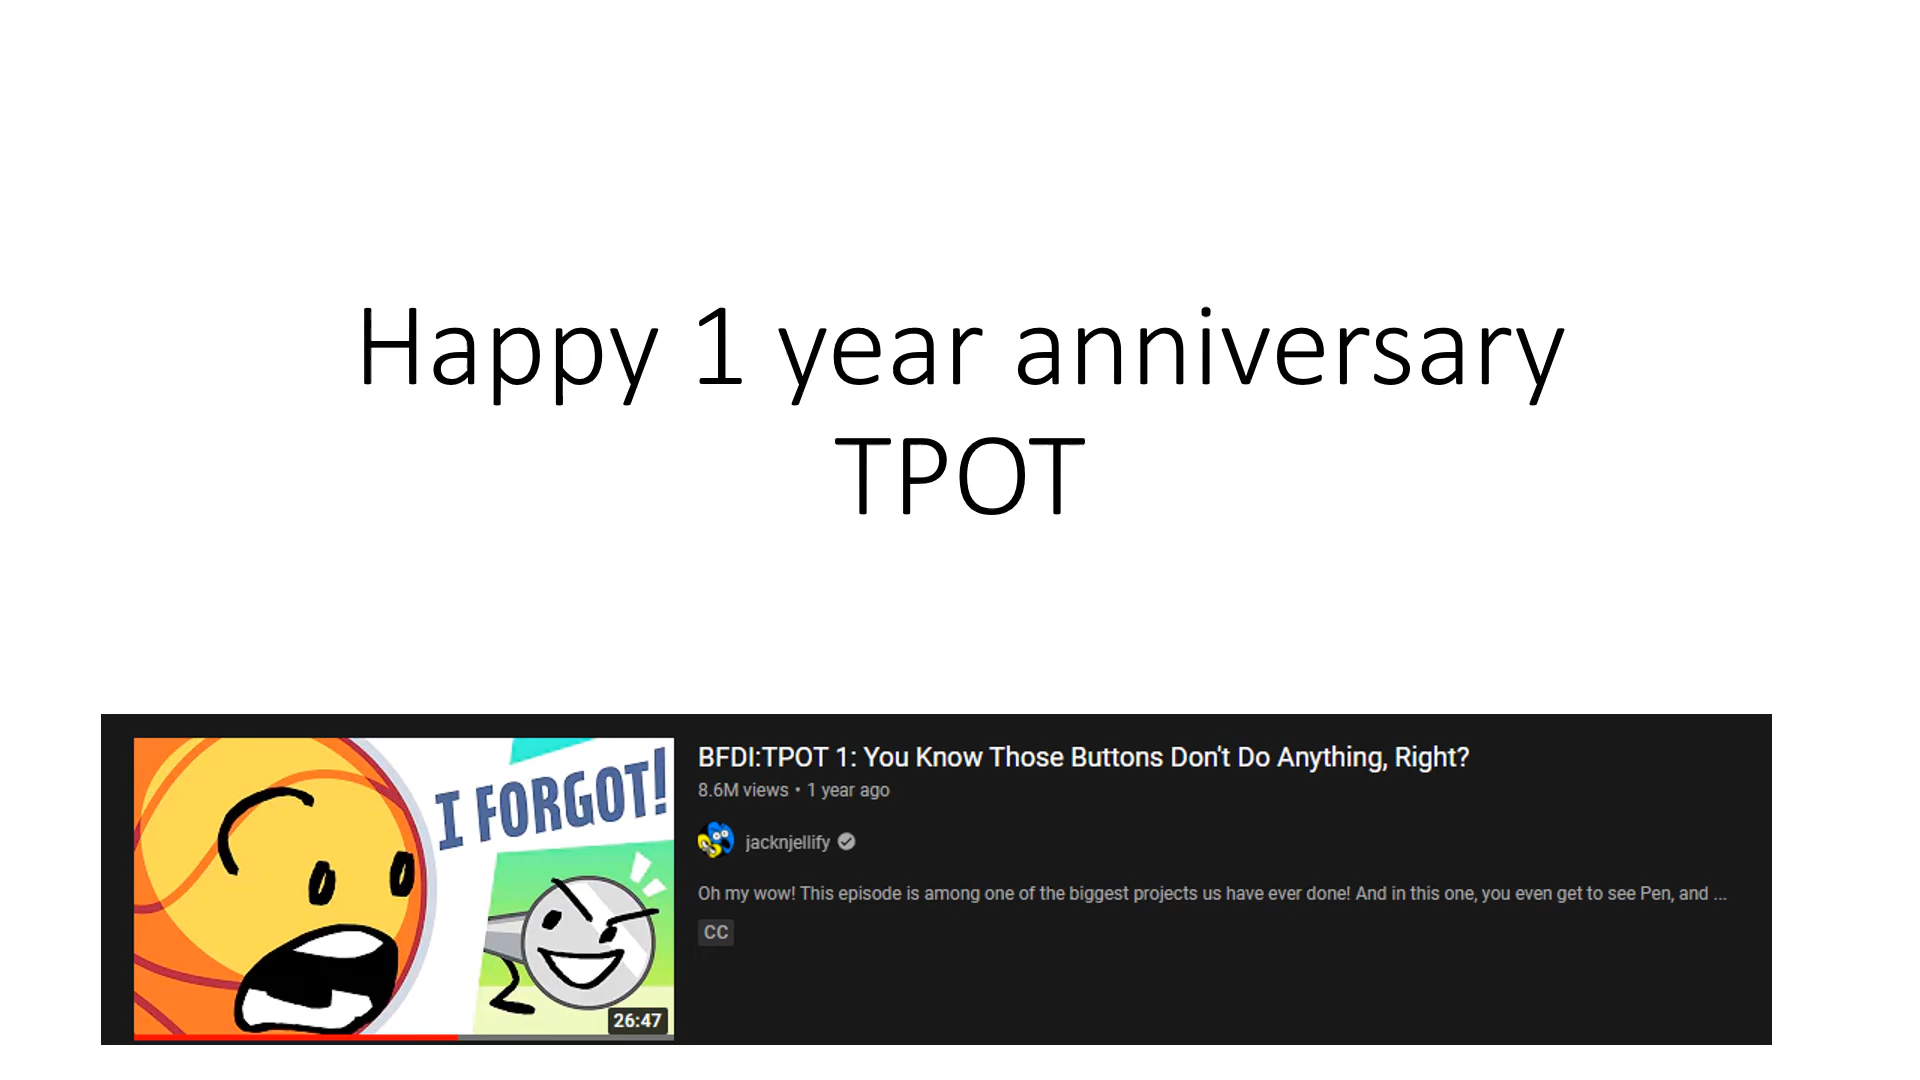 Happy 1 year anniversary
TPOT
I FORGOT!
26:47
BFDI:TPOT 1: You Know Those Buttons Don't Do Anything, Right?
8.6M views • 1 year ago
jacknjellify
Oh my wow! This episode is among one of the biggest projects us have ever done! And in this one, you even get to see Pen, and ...
CC